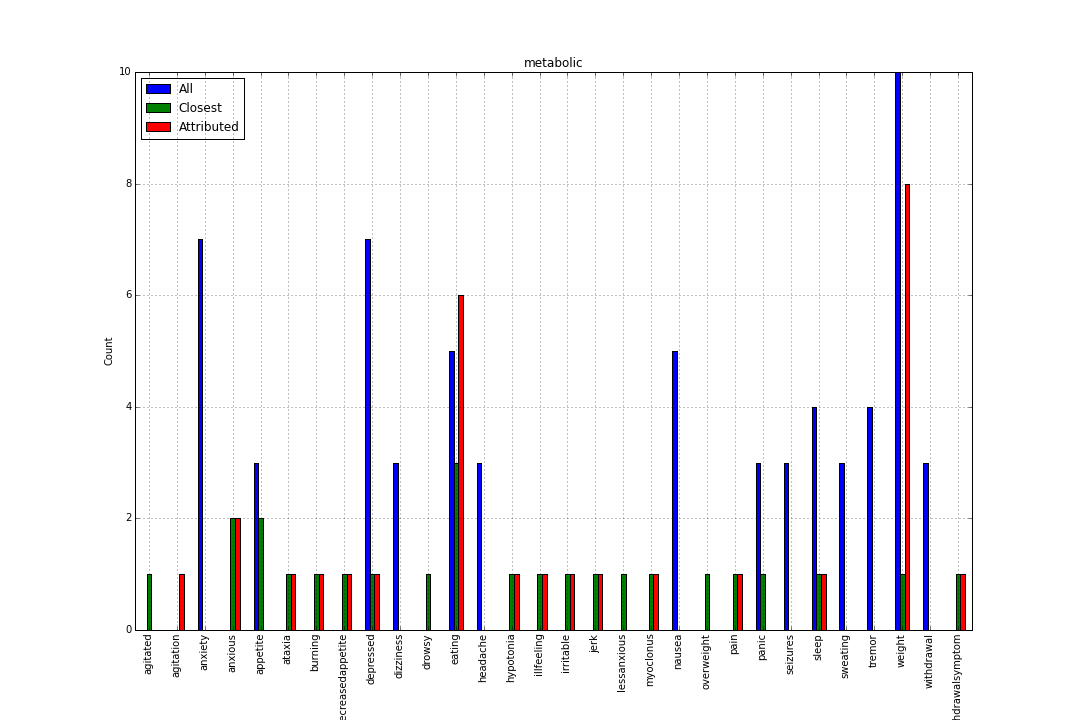 metabolic
All
Closest
Attributed
10
8
6
4
2
0
Count
agitated
agitation
anxiety
anxious
appetite
ataxia
burning
ecreasedappetite
depressed
dizziness
drowsy
eating
headache
hypotonia
illfeeling
irritable
jerk
lessanxious
myoclonus
nausea
overweight
pain
panic
seizures
sleep
sweating
tremor
weight
withdrawal
hdrawalsymptom